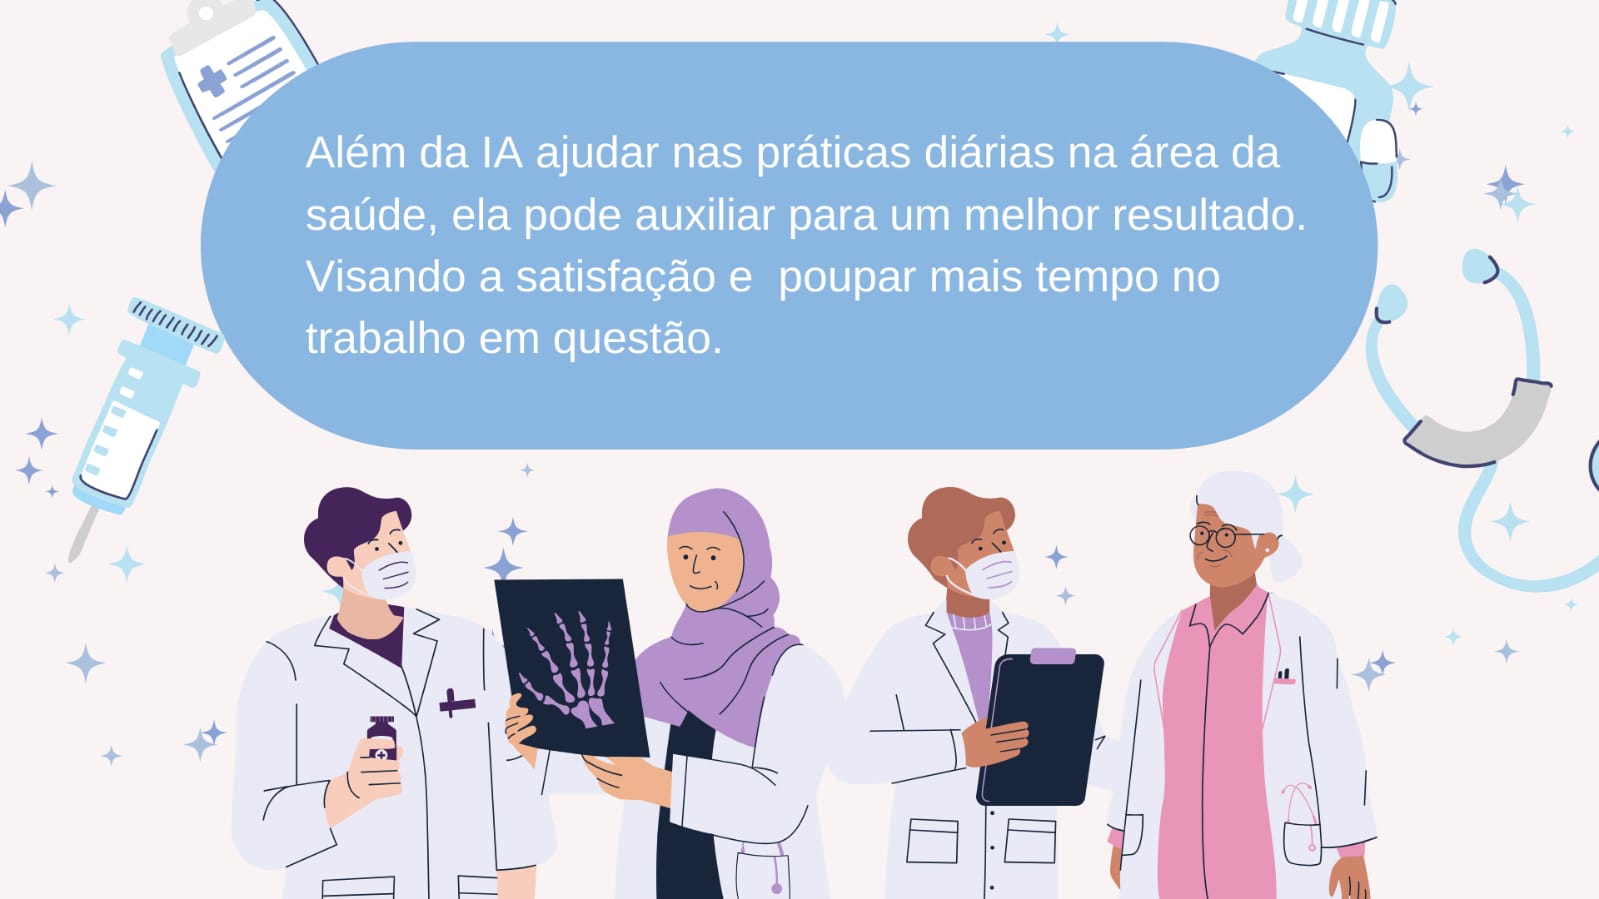 Além da IA ajudar nas práticas diárias na área da
saúde, ela pode auxiliar para um melhor resultado.
Visando a satisfação e  poupar mais tempo no
trabalho em questão.